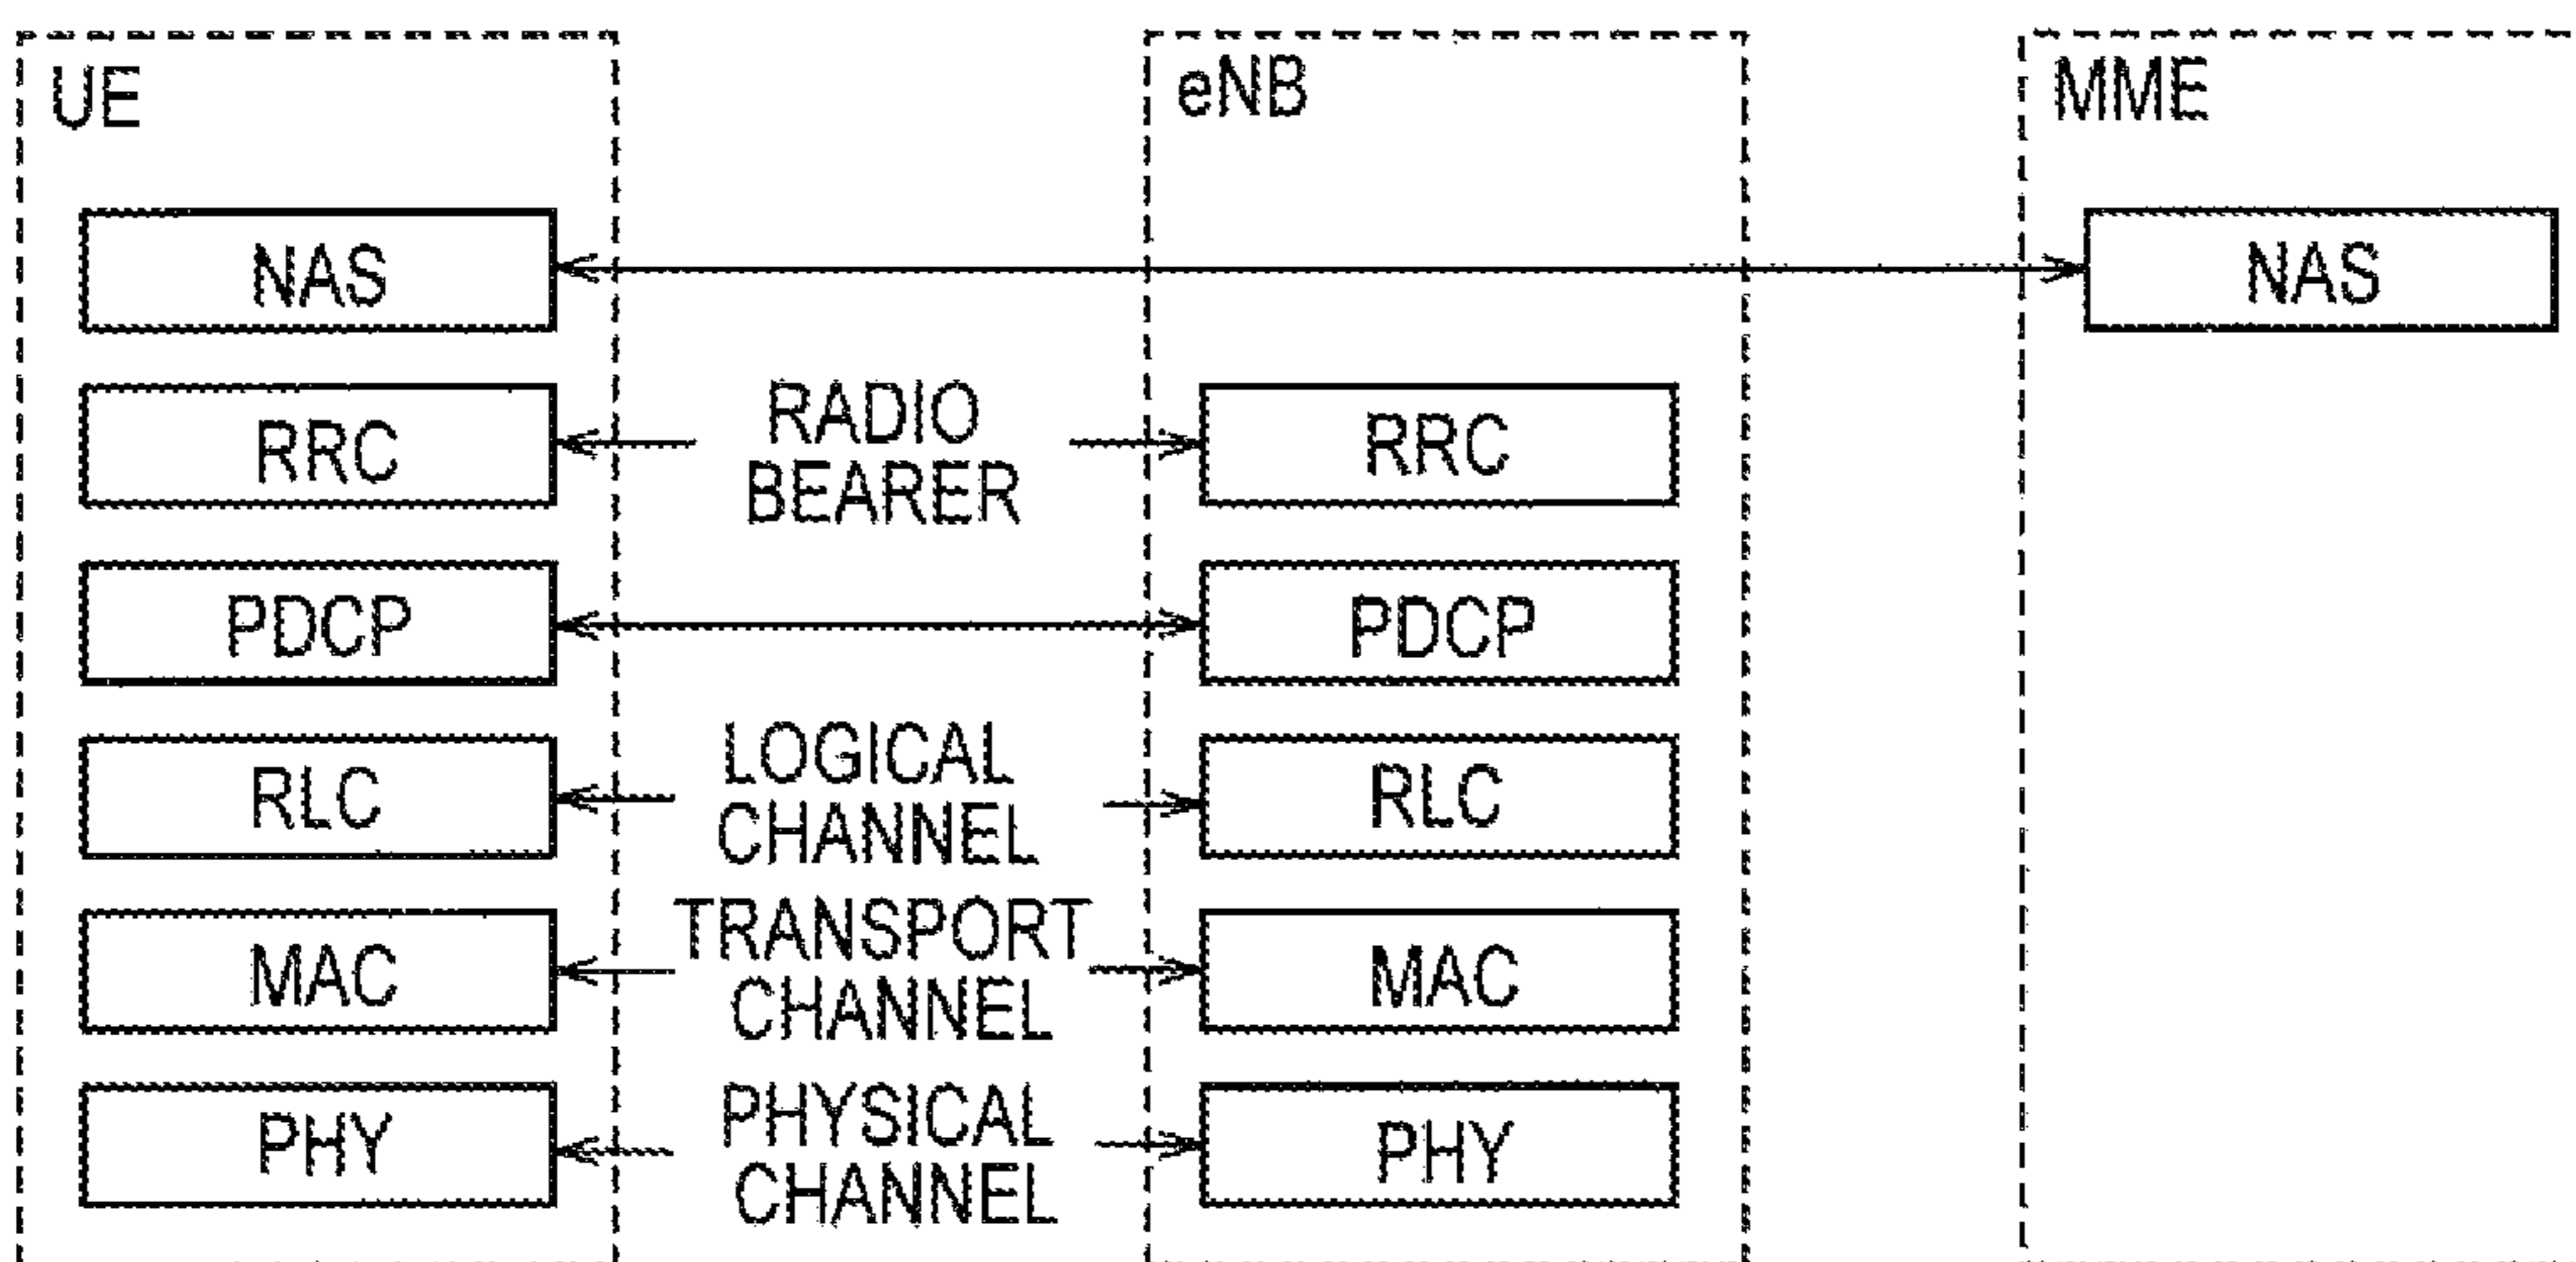 UE
eNB
MME
NAS
NAS
RRC
RADIO
BEARER
RRC
PDCP
PDCP
RLC
LOGICAL
CHANNEL
RLC
MAC
TRANSPORT
CHANNEL
MAC
PHY
PHYSICAL
CHANNEL
PHY